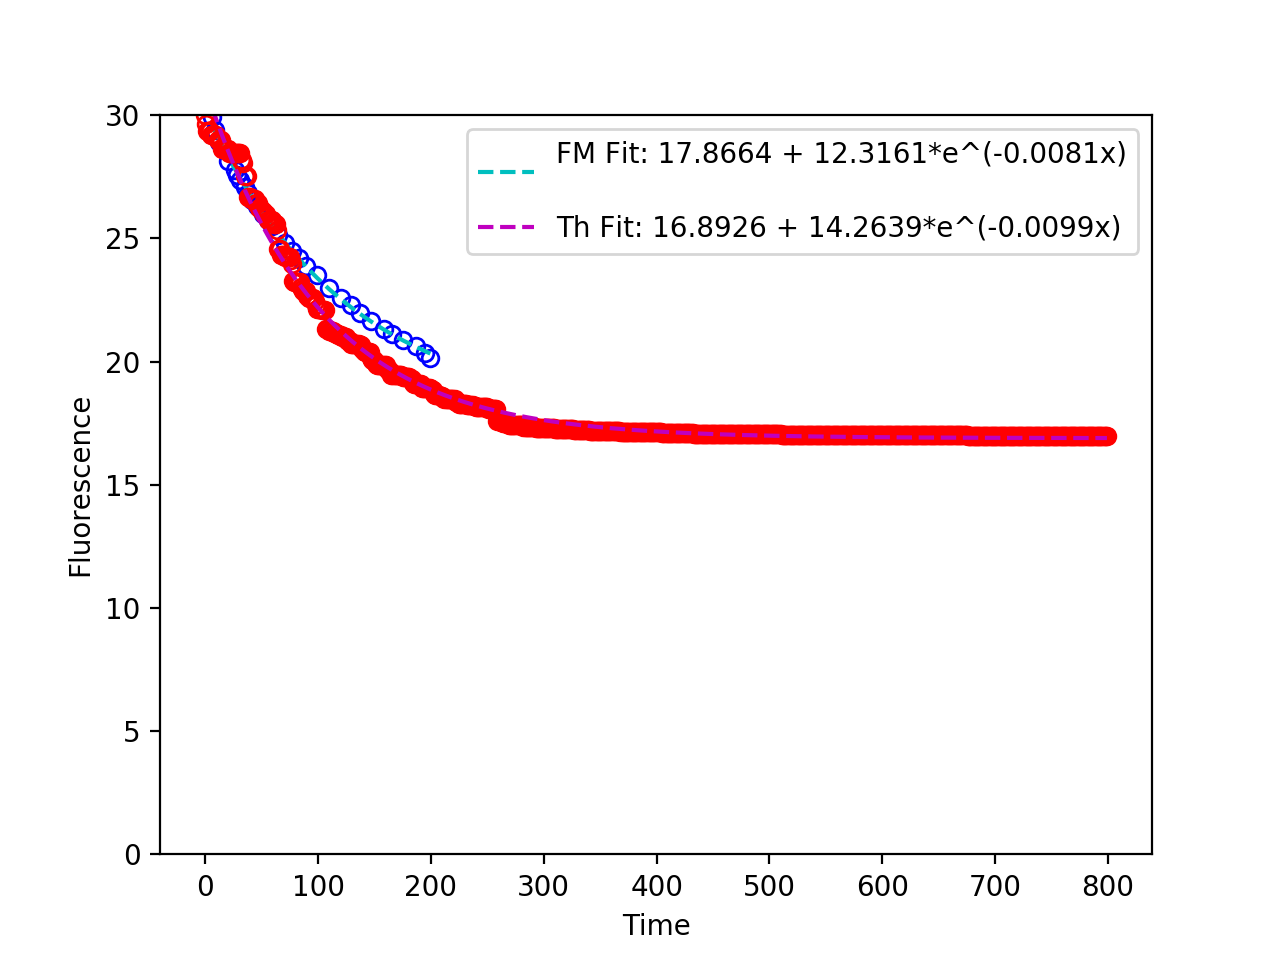 30
25
20
15
10
5
0
Fluorescence
FM Fit: 17.8664 + 12.3161*e^(-0.0081x)
Th Fit: 16.8926 + 14.2639*e^(-0.0099x)
0 100 200 300 400 500 600 700 800
Time